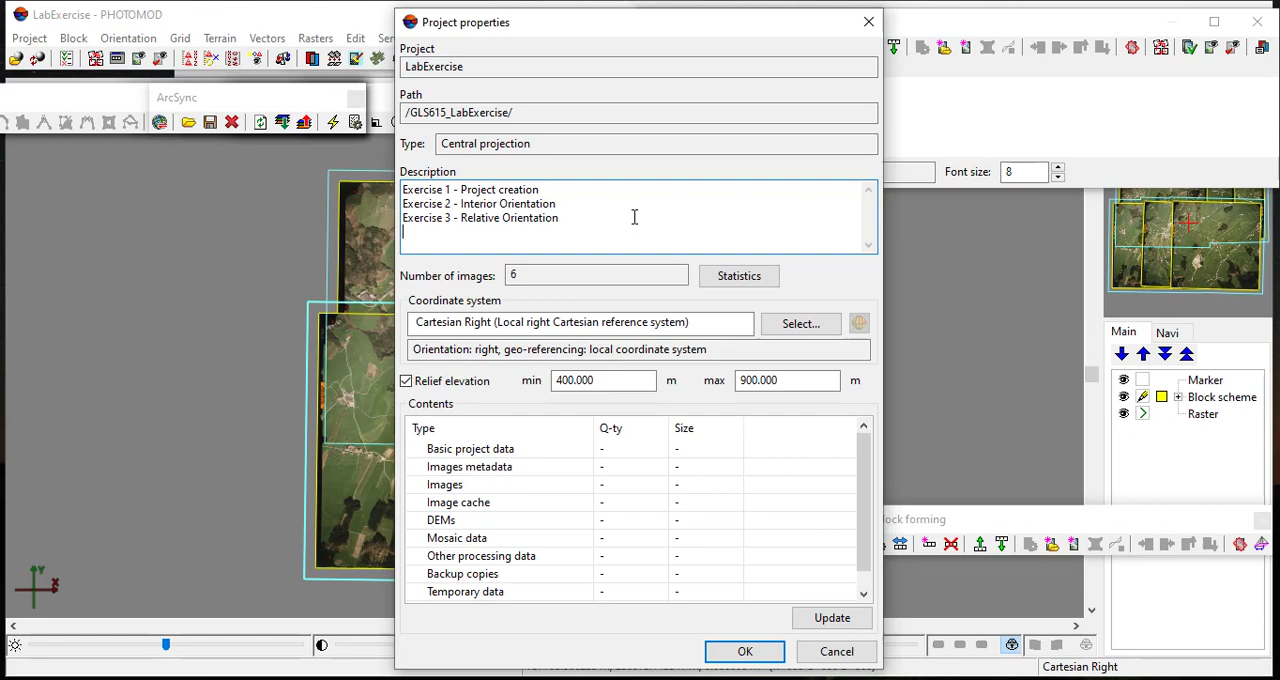 LabExercise - PHOTOMOD
Project Block Orientation Grid Terrain Vectors Rasters Edit
ArcSync
Project properties
Project
LabExercise
Path
/GLS615_LabExercise/
Type: Central projection
Description
Exercise 1 - Project creation
Exercise 2 - Interior Orientation
Exercise 3 - Relative Orientation
Number of images: 6 Statistics
Coordinate system
Cartesian Right (Local right Cartesian reference system) Select...
Orientation: right, geo-referencing: local coordinate system
Relief elevation min 400.000 m max 900.000 m
Contents
Type Q-ty Size
Basic project data - -
Images metadata - -
Images - -
Image cache - -
DEMs - -
Mosaic data - -
Other processing data - -
Backup copies - -
Temporary data - -
Update
OK Cancel
Font size: 8
Main Navi
Marker
Block scheme
Raster
lock forming
Y
X
Cartesian Right